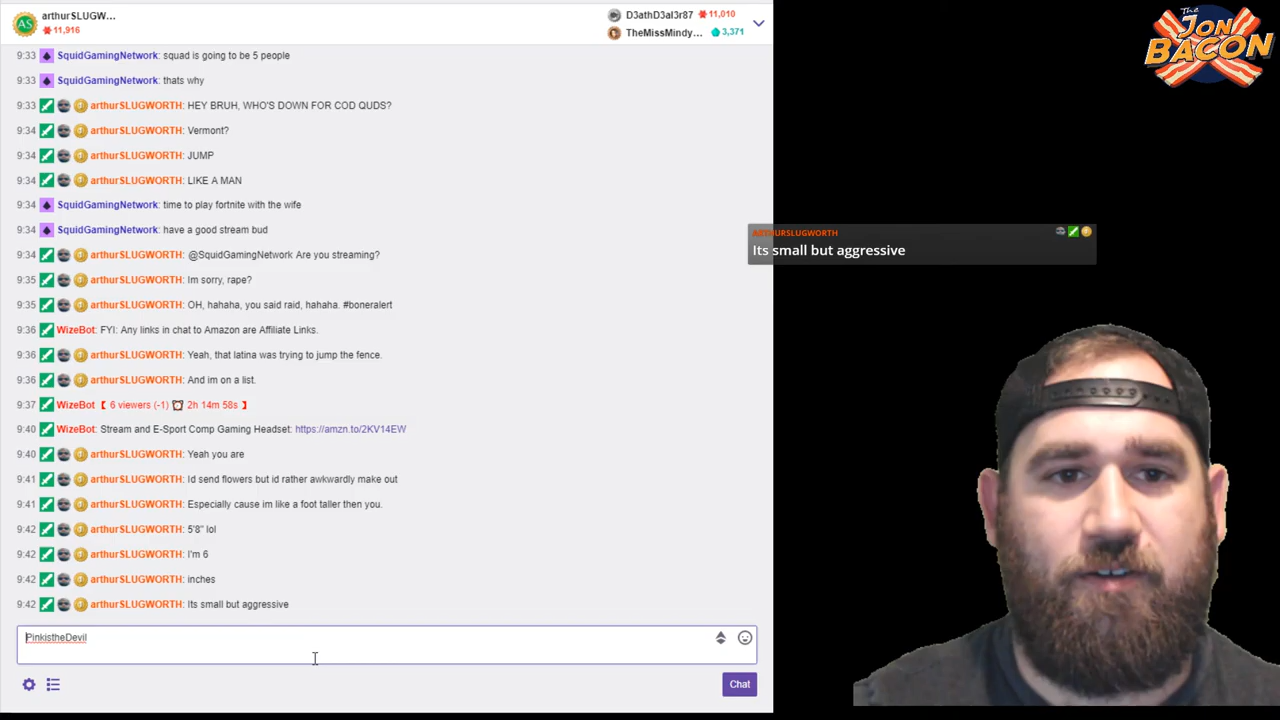 arthurSLUGW...
11,916
D3athD3al3r87 11,010
TheMissMindy... 3,371
The
JON
BACON
9:33 SquidGamingNetwork: squad is going to be 5 people
9:33 SquidGamingNetwork: thats why
9:33 arthurSLUGWORTH: HEY BRUH, WHO'S DOWN FOR COD QUDS?
9:34 arthurSLUGWORTH: Vermont?
9:34 arthurSLUGWORTH: JUMP
9:34 arthurSLUGWORTH: LIKE A MAN
9:34 SquidGamingNetwork: time to play fortnite with the wife
9:34 SquidGamingNetwork: have a good stream bud
9:34 arthurSLUGWORTH: @SquidGamingNetwork Are you streaming?
9:35 arthurSLUGWORTH: Im sorry, rape?
9:35 arthurSLUGWORTH: OH, hahaha, you said raid, hahaha. #boneralert
9:36 WizeBot: FYI: Any links in chat to Amazon are Affiliate Links.
9:36 arthurSLUGWORTH: Yeah, that latina was trying to jump the fence.
9:36 arthurSLUGWORTH: And im on a list.
9:37 WizeBot 【 6 viewers (-1) ⏰ 2h 14m 58s 】
9:40 WizeBot: Stream and E-Sport Comp Gaming Headset: https://amzn.to/2KV14EW
9:40 arthurSLUGWORTH: Yeah you are
9:41 arthurSLUGWORTH: Id send flowers but id rather awkwardly make out
9:41 arthurSLUGWORTH: Especially cause im like a foot taller then you.
9:42 arthurSLUGWORTH: 5'8" lol
9:42 arthurSLUGWORTH: I'm 6
9:42 arthurSLUGWORTH: inches
9:42 arthurSLUGWORTH: Its small but aggressive
PinkistheDevil
Chat
ARTHURSLUGWORTH
Its small but aggressive